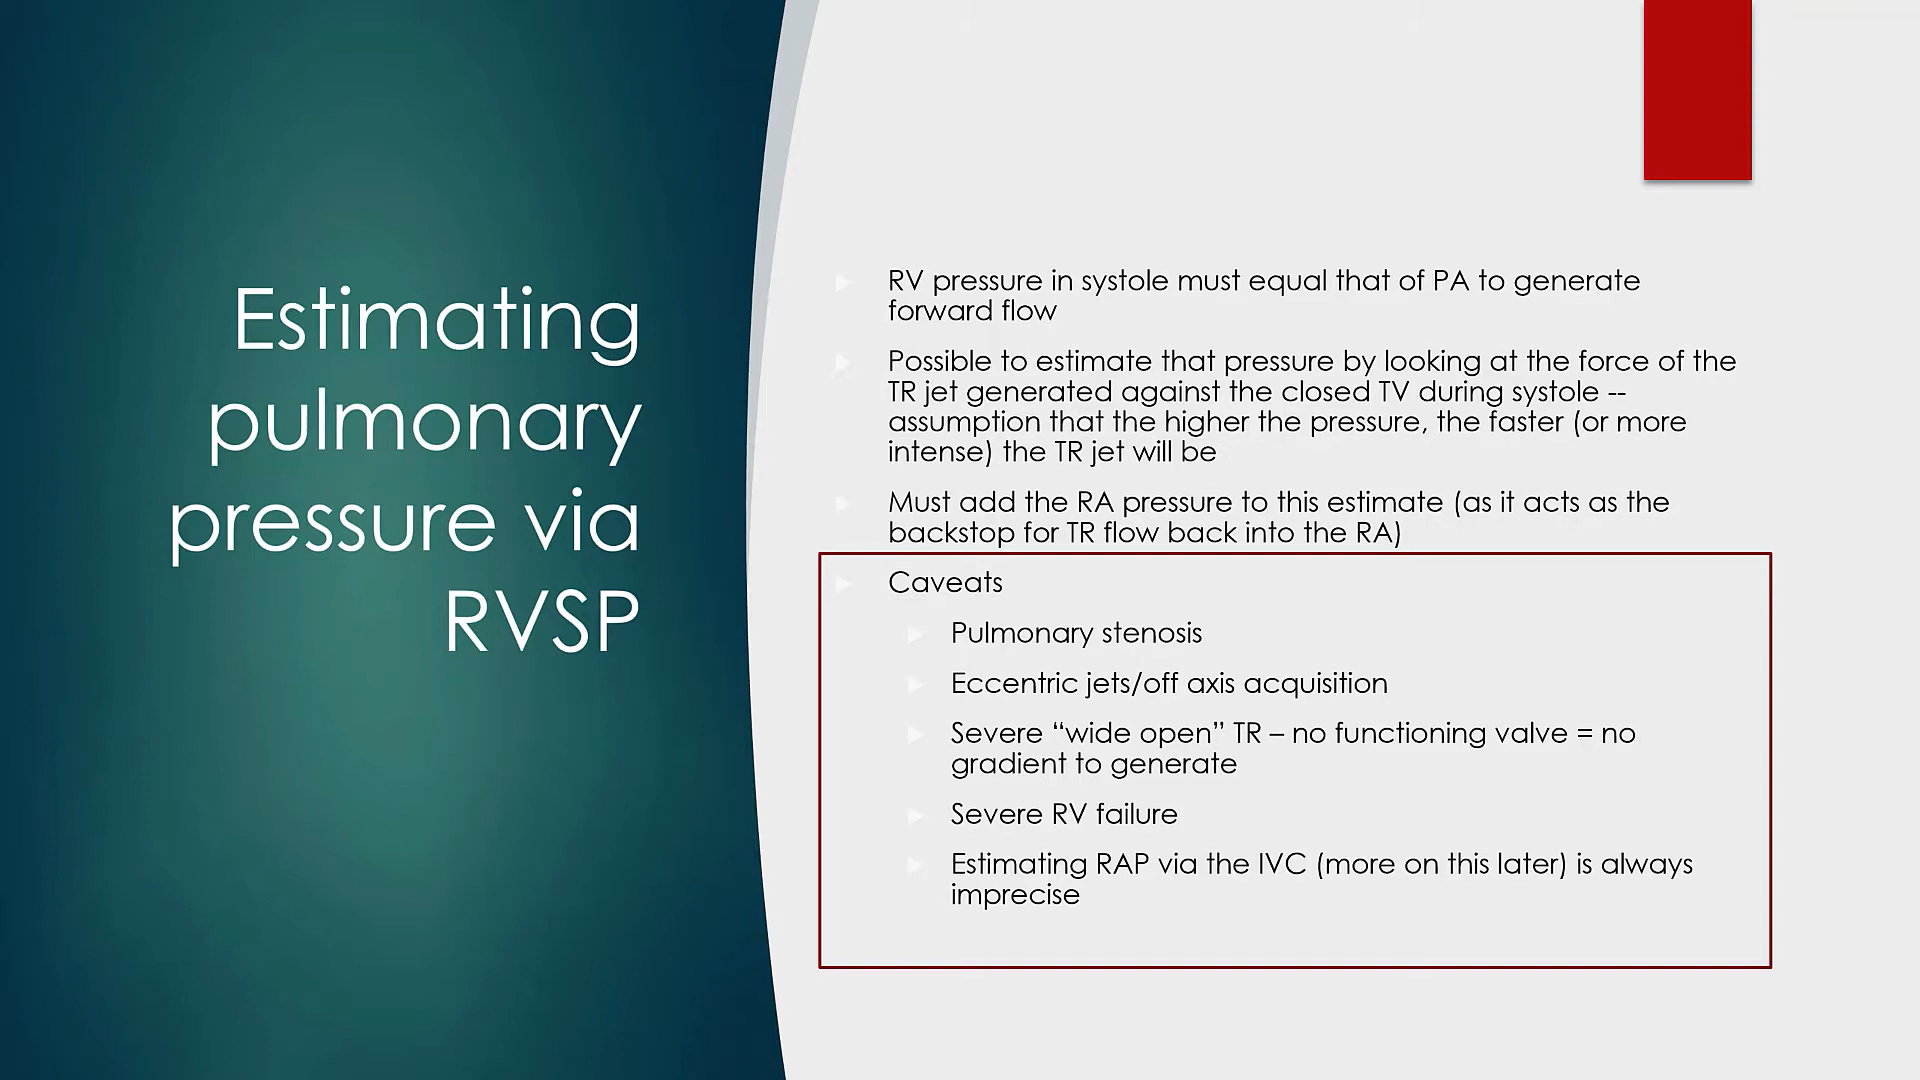 Estimating
pulmonary
pressure via
RVSP
RV pressure in systole must equal that of PA to generate
forward flow
Possible to estimate that pressure by looking at the force of the
TR jet generated against the closed TV during systole --
assumption that the higher the pressure, the faster (or more
intense) the TR jet will be
Must add the RA pressure to this estimate (as it acts as the
backstop for TR flow back into the RA)
Caveats
Pulmonary stenosis
Eccentric jets/off axis acquisition
Severe “wide open” TR – no functioning valve = no
gradient to generate
Severe RV failure
Estimating RAP via the IVC (more on this later) is always
imprecise